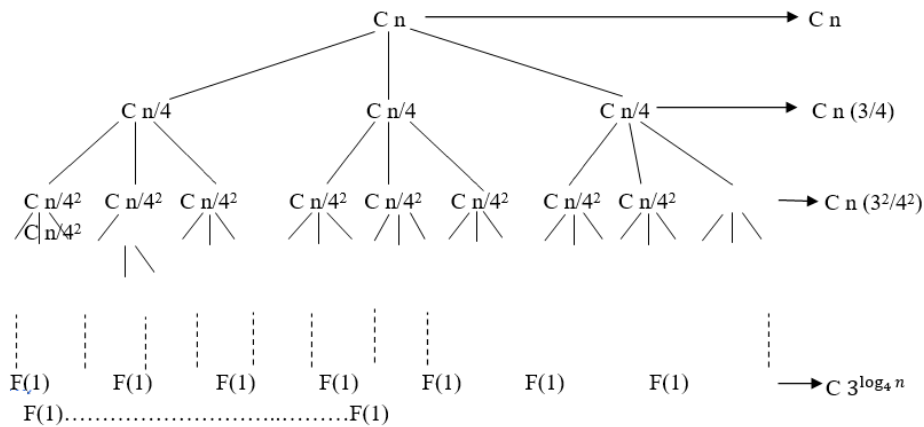 C n C n
C n/4 C n/4 C n/4 C n (3/4)
C n/4² C n/4² C n/4² C n/4² C n/4² C n/4² C n/4² C n/4² C n (3²/4²)
C n/4²
F(1) F(1) F(1) F(1) F(1) F(1) F(1) C 3^{log₄ n}
F(1)……………………………...………F(1)